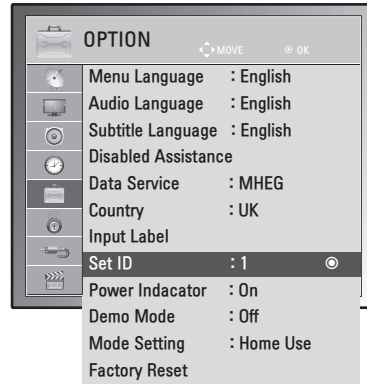 OPTION
MOVE OK
Menu Language : English
Audio Language : English
Subtitle Language : English
Disabled Assistance
Data Service : MHEG
Country : UK
Input Label
Set ID : 1
Power Indacator : On
Demo Mode : Off
Mode Setting : Home Use
Factory Reset